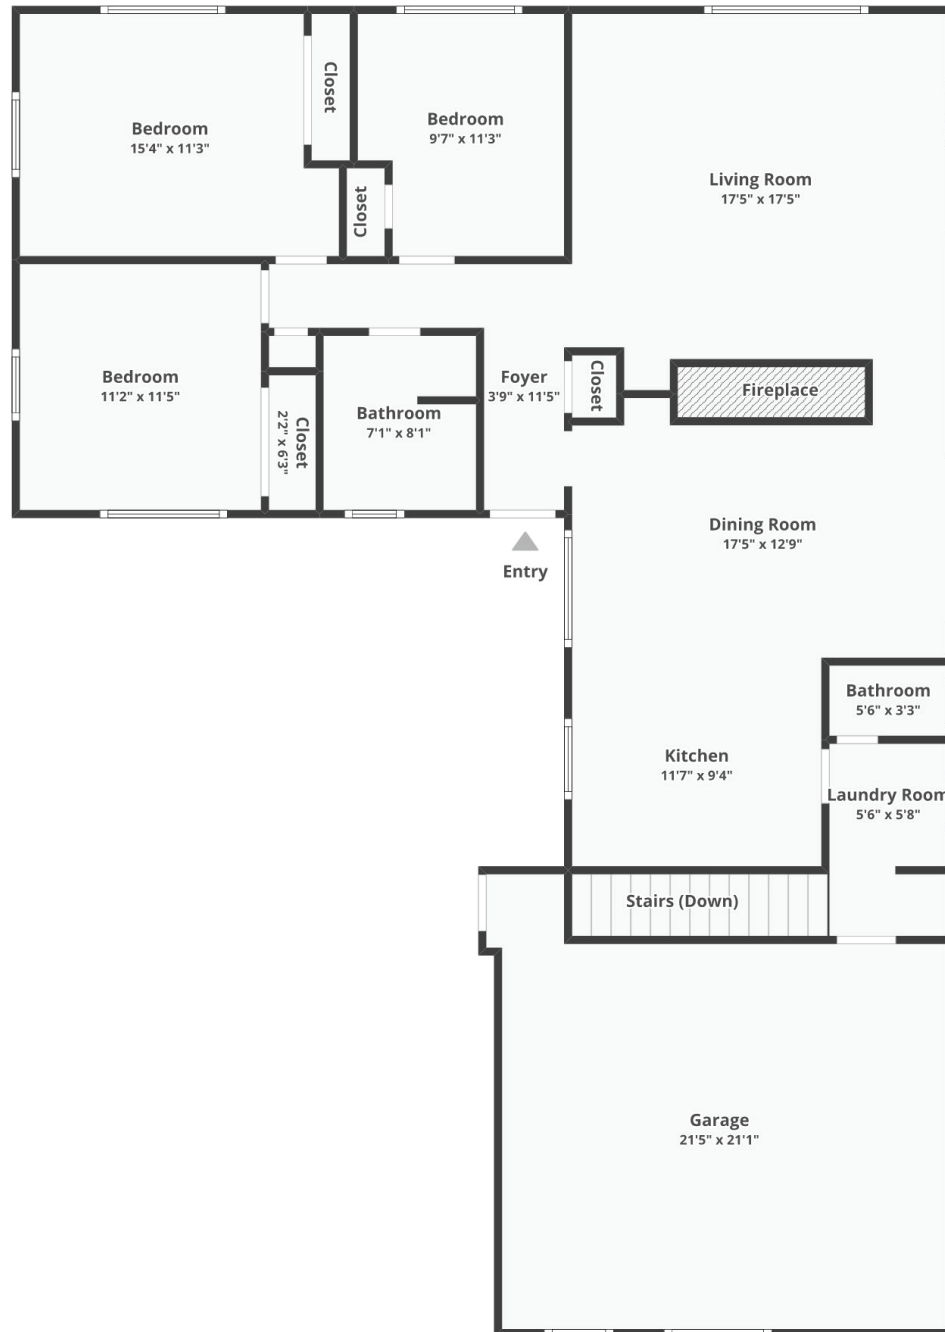 Closet
Bedroom
15'4" x 11'3"
Bedroom
9'7" x 11'3"
Living Room
17'5" x 17'5"
Closet
Bedroom
11'2" x 11'5"
Foyer
3'9" x 11'5"
Closet
Fireplace
Bathroom
7'1" x 8'1"
Closet
2'2" x 6'3"
Dining Room
17'5" x 12'9"
Entry
Bathroom
5'6" x 3'3"
Kitchen
11'7" x 9'4"
Laundry Room
5'6" x 5'8"
Stairs (Down)
Garage
21'5" x 21'1"